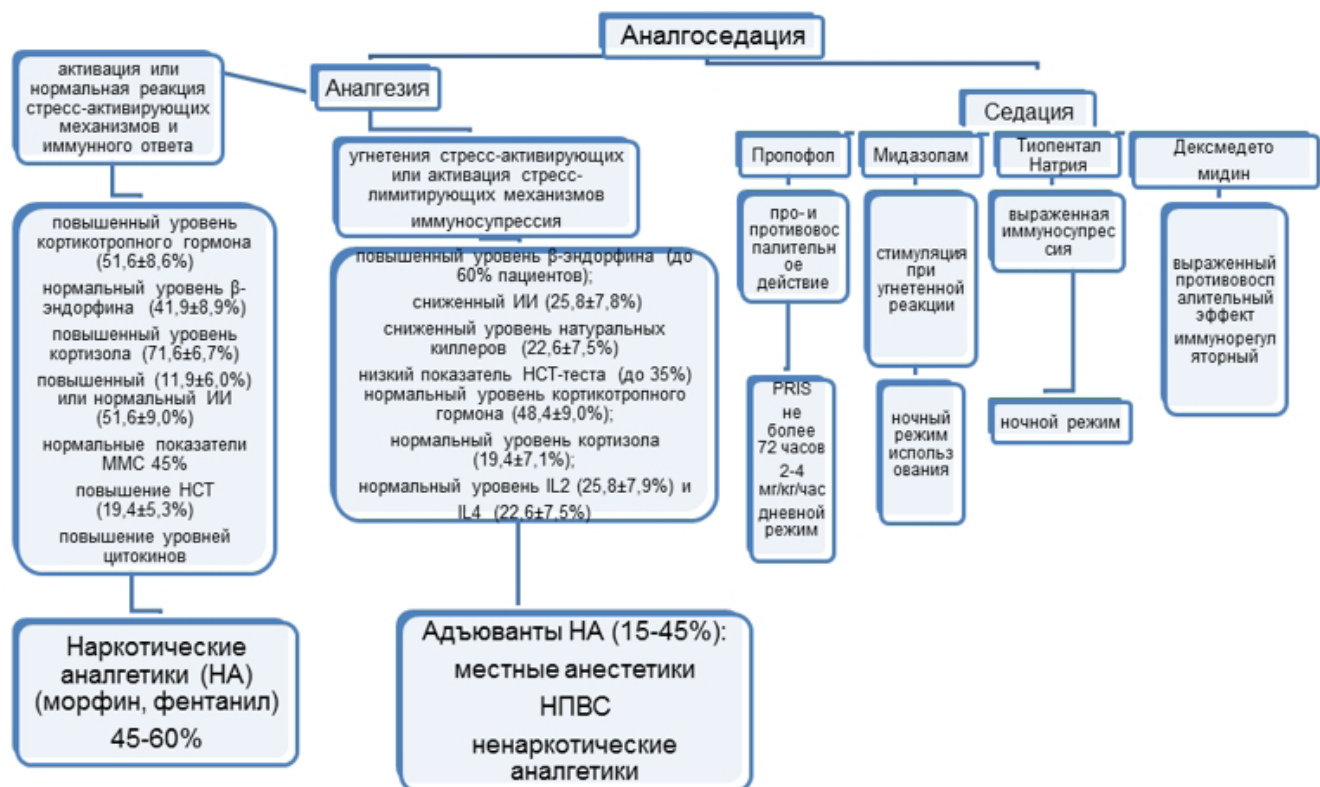 Аналгоседация
активация или
нормальная реакция
стресс-активирующих
механизмов и
иммунного ответа
Аналгезия
повышенный уровень
кортикотропного гормона
(51,6±8,6%)
нормальный уровень β-
эндорфина (41,9±8,9%)
повышенный уровень
кортизола (71,6±6,7%)
повышенный (11,9±6,0%)
или нормальный ИИ
(51,6±9,0%)
нормальные показатели
ММС 45%
повышение НСТ
(19,4±5,3%)
повышение уровней
цитокинов
Наркотические
аналгетики (НА)
(морфин, фентанил)
45-60%
угнетения стресс-активирующих
или активация стресс-
лимитирующих механизмов
иммуносупрессия
повышенный уровень β-эндорфина (до
60% пациентов);
сниженный ИИ (25,8±7,8%)
сниженный уровень натуральных
киллеров (22,6±7,5%)
низкий показатель НСТ-теста (до 35%)
нормальный уровень кортикотропного
гормона (48,4±9,0%);
нормальный уровень кортизола
(19,4±7,1%);
нормальный уровень IL2 (25,8±7,9%) и
IL4 (22,6±7,5%)
Адъюванты НА (15-45%):
местные анестетики
НПВС
ненаркотические
аналгетики
Седация
Пропофол
про- и
противовос
палительн
ое
действие
PRIS
не
более
72 часов
2-4
мг/кг/час
дневной
режим
Мидазолам
стимуляция
при
угнетенной
реакции
ночный
режим
использ
ования
Тиопентал
Натрия
выраженная
иммуносупрес
сия
ночной режим
Дексмедето
мидин
выраженный
противовосп
алительный
эффект
иммунорегул
яторный